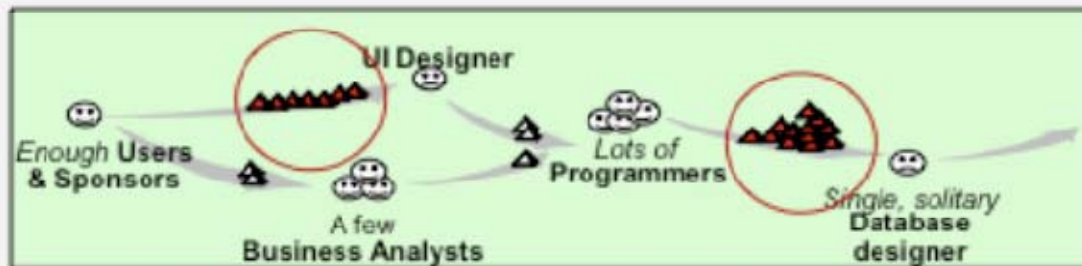 UI Designer
Enough Users
& Sponsors
A few
Business Analysts
Lots of
Programmers
Single, solitary
Database
designer